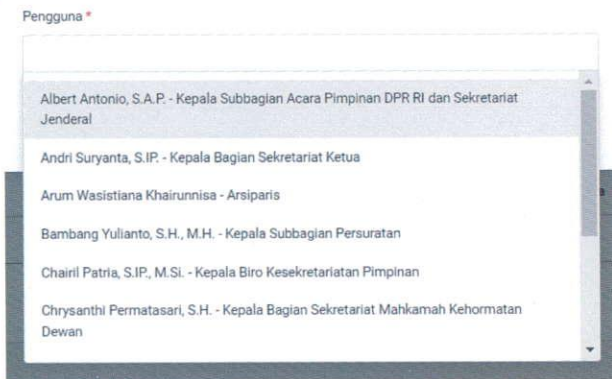 Pengguna *
Albert Antonio, S.A.P. - Kepala Subbagian Acara Pimpinan DPR RI dan Sekretariat
Jenderal
Andri Suryanta, S.IP. - Kepala Bagian Sekretariat Ketua
Arum Wasistiana Khairunnisa - Arsiparis
Bambang Yulianto, S.H., M.H. - Kepala Subbagian Persuratan
Chairil Patria, S.IP., M.Si. - Kepala Biro Kesekretariatan Pimpinan
Chrysanthi Permatasari, S.H. - Kepala Bagian Sekretariat Mahkamah Kehormatan
Dewan